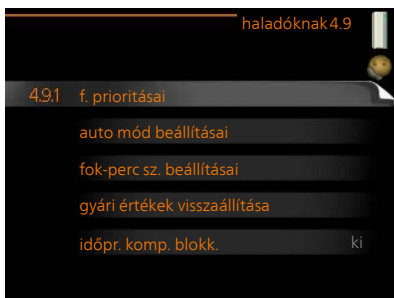 haladóknak 4.9
4.9.1 f. prioritásai
auto mód beállításai
fok-perc sz. beállításai
gyári értékek visszaállítása
időpr. komp. blokk. ki